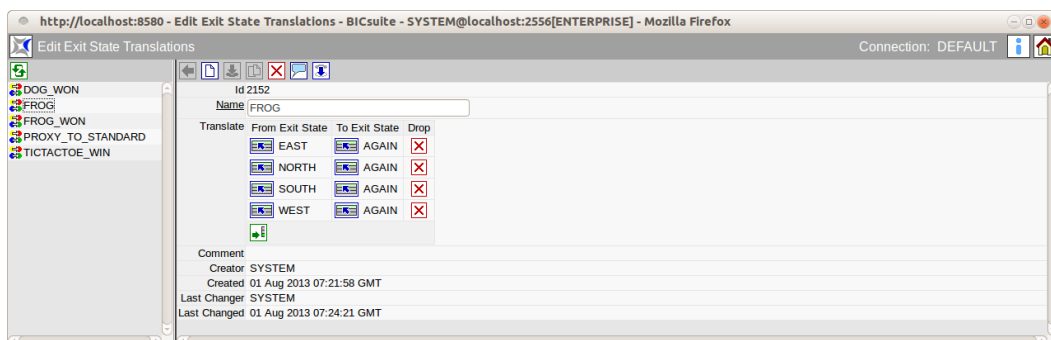 http://localhost:8580 - Edit Exit State Translations - BICsuite - SYSTEM@localhost:2556[ENTERPRISE] - Mozilla Firefox
Edit Exit State Translations Connection: DEFAULT
DOG_WON
FROG
FROG_WON
PROXY_TO_STANDARD
TICTACTOE_WIN
Id 2152
Name FROG
Translate From Exit State To Exit State Drop
EAST AGAIN
NORTH AGAIN
SOUTH AGAIN
WEST AGAIN
Comment
Creator SYSTEM
Created 01 Aug 2013 07:21:58 GMT
Last Changer SYSTEM
Last Changed 01 Aug 2013 07:24:21 GMT